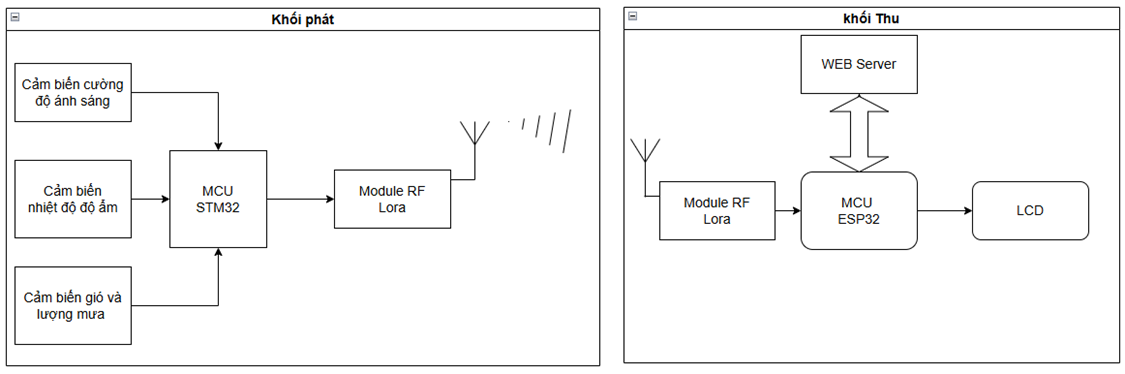 Khối phát
Cảm biến cường
độ ánh sáng
Cảm biến
nhiệt độ độ ẩm
Cảm biến gió và
lượng mưa
MCU
STM32
Module RF
Lora
khối Thu
WEB Server
Module RF
Lora
MCU
ESP32
LCD